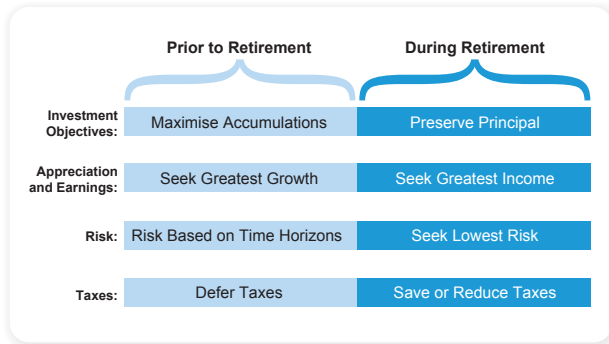 Prior to Retirement During Retirement
Investment
Objectives: Maximise Accumulations Preserve Principal
Appreciation
and Earnings: Seek Greatest Growth Seek Greatest Income
Risk: Risk Based on Time Horizons Seek Lowest Risk
Taxes: Defer Taxes Save or Reduce Taxes